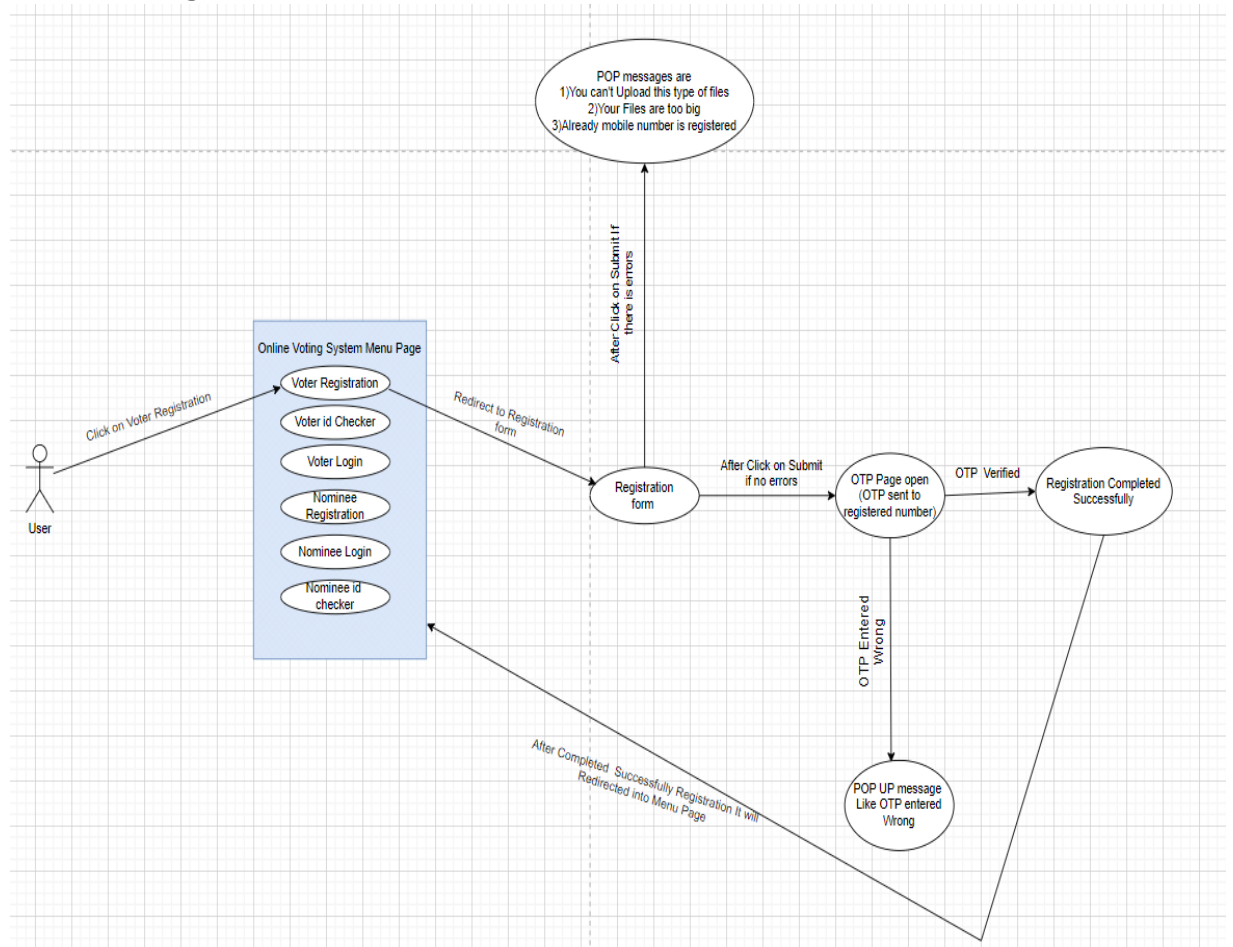 POP messages are
1)You can't Upload this type of files
2)Your Files are too big
3)Already mobile number is registered
After Click on Submit If
there is errors
Online Voting System Menu Page
Voter Registration
Voter id Checker
Voter Login
Nominee
Registration
Nominee Login
Nominee id
checker
Click on Voter Registration
User
Redirect to Registration
form
Registration
form
After Click on Submit
if no errors
OTP Page open
(OTP sent to
registered number)
OTP Verified
Registration Completed
Successfully
OTP Entered
Wrong
POP UP message
Like OTP entered
Wrong
After Completed Successfully Registration It will
Redirected into Menu Page